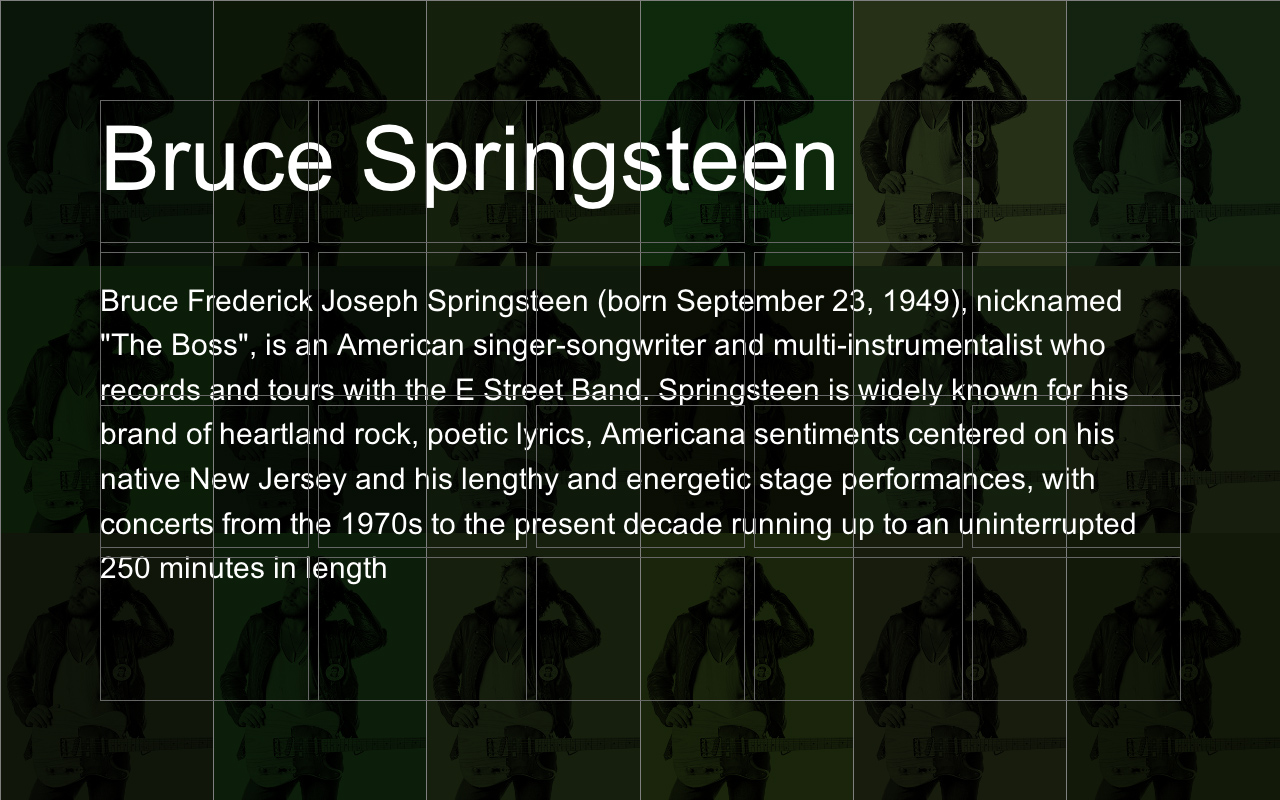 Bruce Springsteen
Bruce Frederick Joseph Springsteen (born September 23, 1949), nicknamed
"The Boss", is an American singer-songwriter and multi-instrumentalist who
records and tours with the E Street Band. Springsteen is widely known for his
brand of heartland rock, poetic lyrics, Americana sentiments centered on his
native New Jersey and his lengthy and energetic stage performances, with
concerts from the 1970s to the present decade running up to an uninterrupted
250 minutes in length